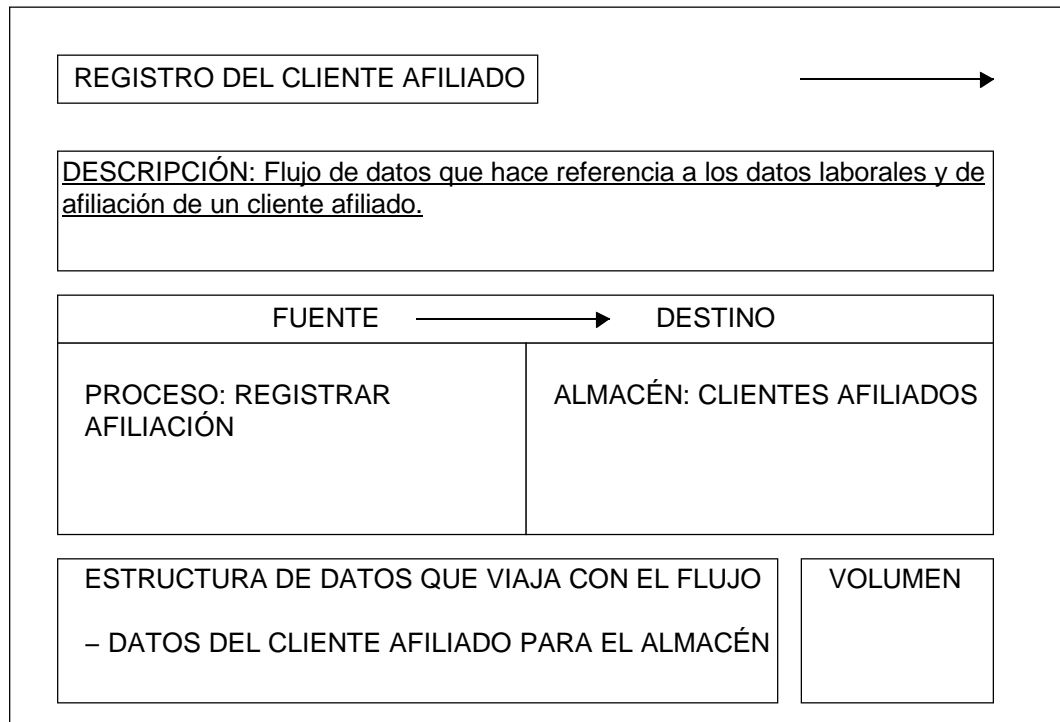 REGISTRO DEL CLIENTE AFILIADO
DESCRIPCIÓN: Flujo de datos que hace referencia a los datos laborales y de
afiliación de un cliente afiliado.
FUENTE
DESTINO
PROCESO: REGISTRAR
AFILIACIÓN
ALMACÉN: CLIENTES AFILIADOS
ESTRUCTURA DE DATOS QUE VIAJA CON EL FLUJO
– DATOS DEL CLIENTE AFILIADO PARA EL ALMACÉN
VOLUMEN